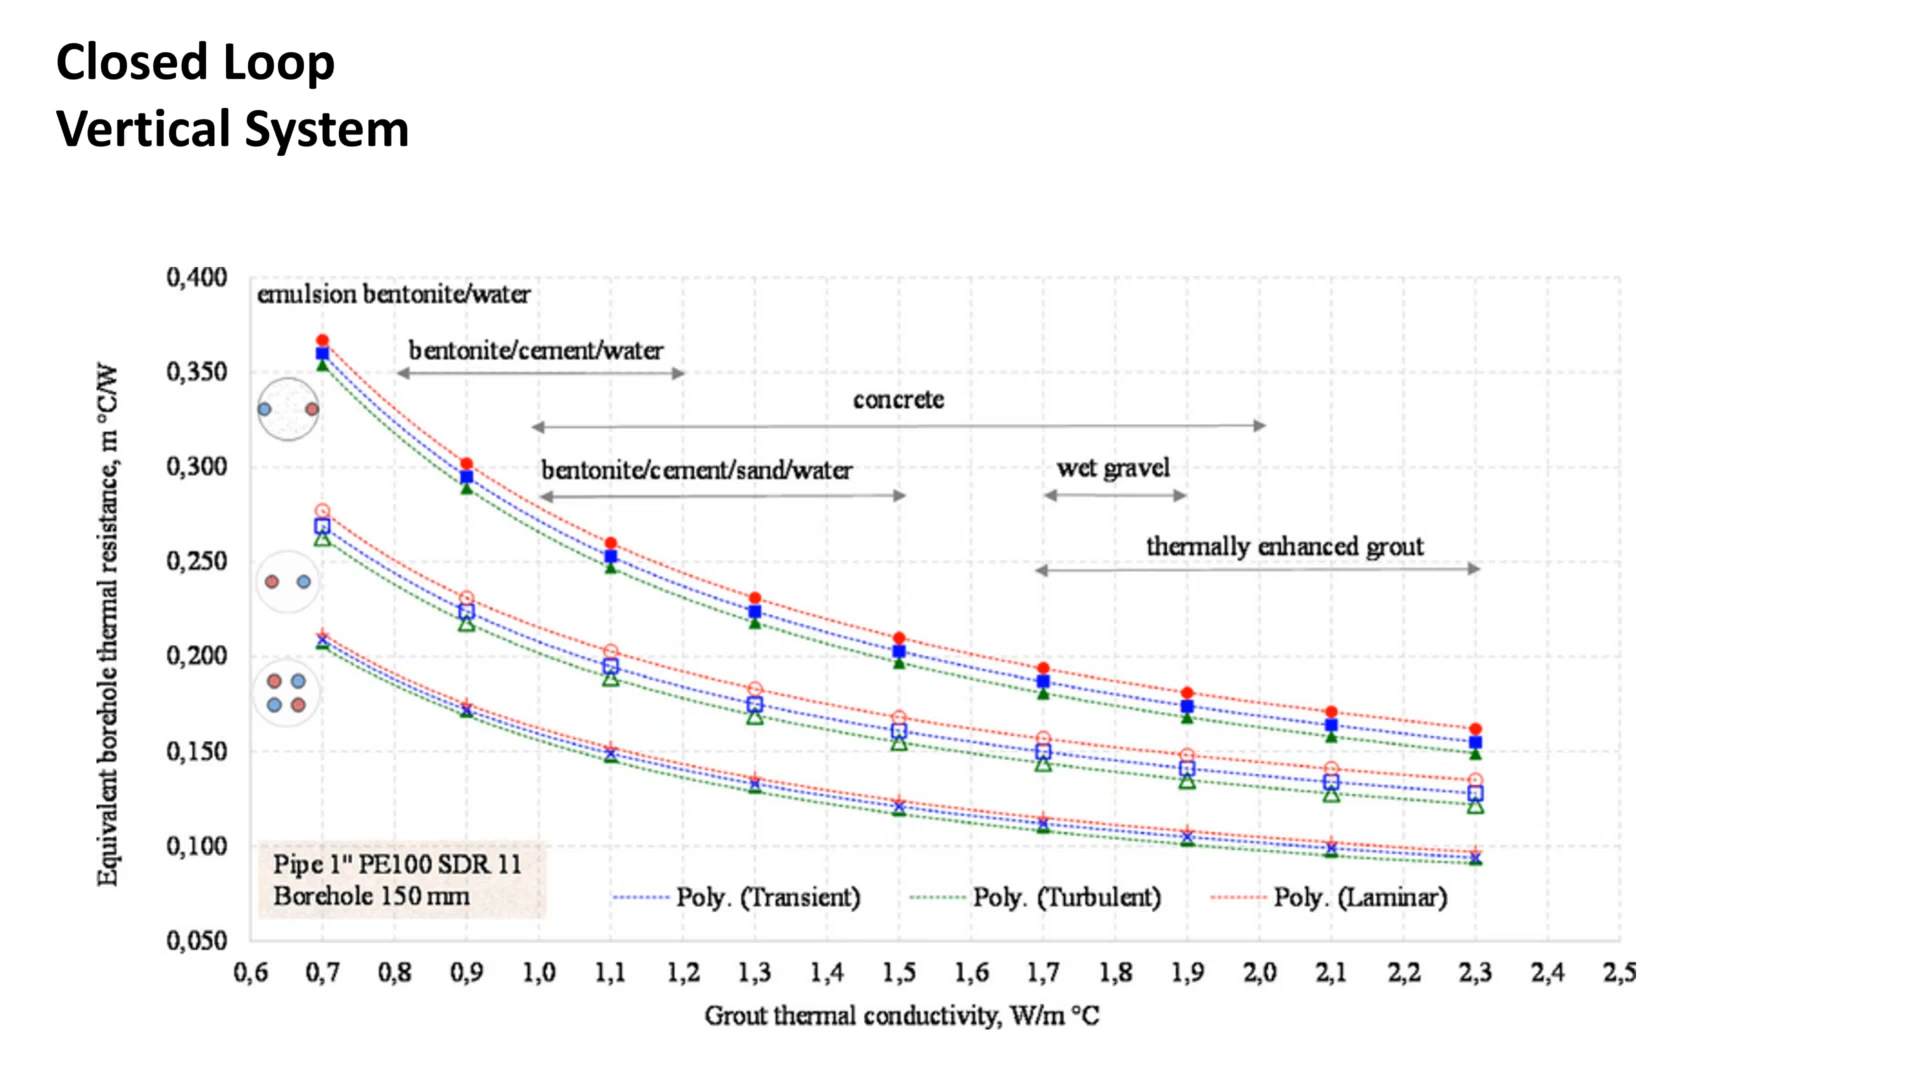 Closed Loop
Vertical System
0,400
0,350
0,300
0,250
0,200
0,150
0,100
0,050
Equivalent borehole thermal resistance, m °C/W
emulsion bentonite/water
bentonite/cement/water
concrete
bentonite/cement/sand/water
wet gravel
thermally enhanced grout
Pipe 1" PE100 SDR 11
Borehole 150 mm
Poly. (Transient)
Poly. (Turbulent)
Poly. (Laminar)
0,6 0,7 0,8 0,9 1,0 1,1 1,2 1,3 1,4 1,5 1,6 1,7 1,8 1,9 2,0 2,1 2,2 2,3 2,4 2,5
Grout thermal conductivity, W/m °C